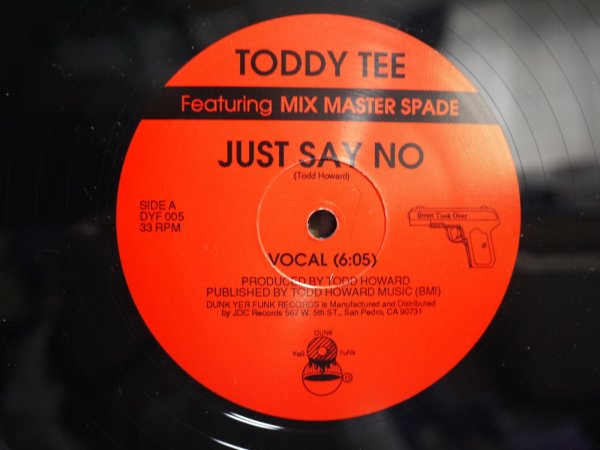 TODDY TEE
Featuring MIX MASTER SPADE
JUST SAY NO
(Todd Howard)
SIDE A
DYF 005
33 RPM
9mm Took Over
VOCAL (6:05)
PRODUCED BY TODD HOWARD
PUBLISHED BY TODD HOWARD MUSIC (BMI)
DUNK YER FUNK RECORDS is Manufactured and Distributed
by JDC Records 567 W. 5th ST., San Pedro, CA 90731
DUNK
YeR FUNK